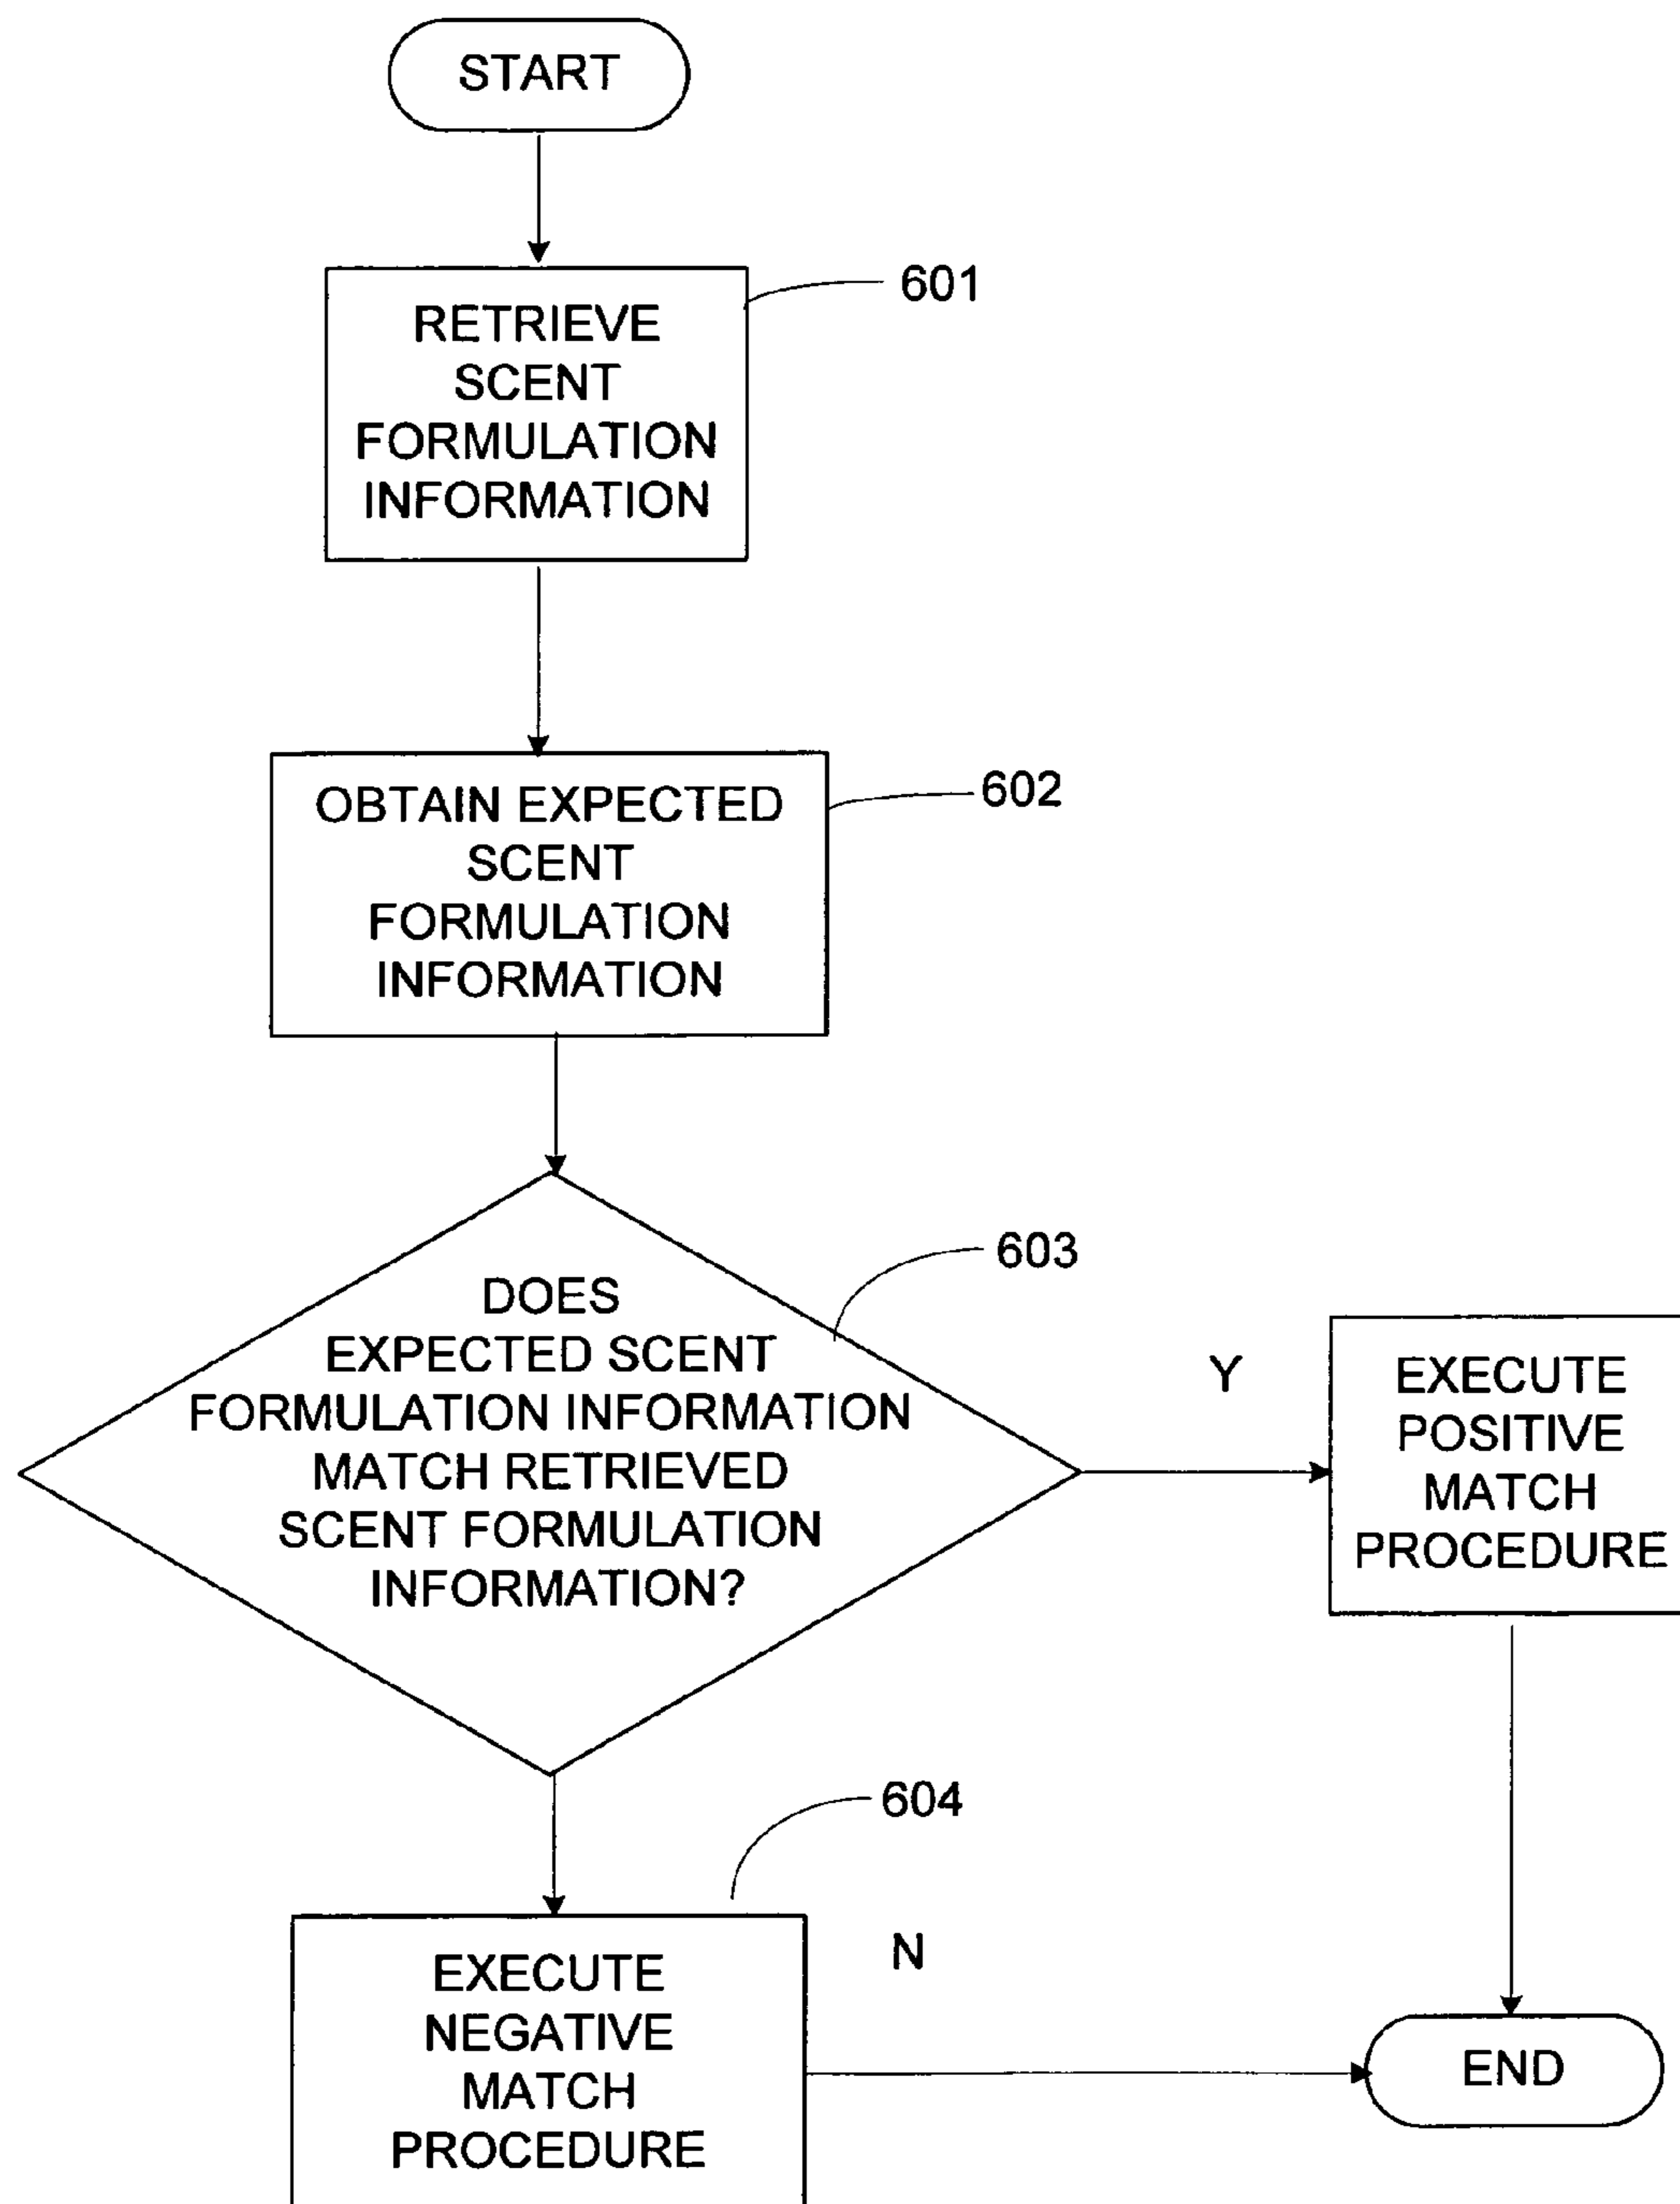 START
601
RETRIEVE
SCENT
FORMULATION
INFORMATION
602
OBTAIN EXPECTED
SCENT
FORMULATION
INFORMATION
603
DOES
EXPECTED SCENT
FORMULATION INFORMATION
MATCH RETRIEVED
SCENT FORMULATION
INFORMATION?
Y
EXECUTE
POSITIVE
MATCH
PROCEDURE
604
EXECUTE
NEGATIVE
MATCH
PROCEDURE
N
END